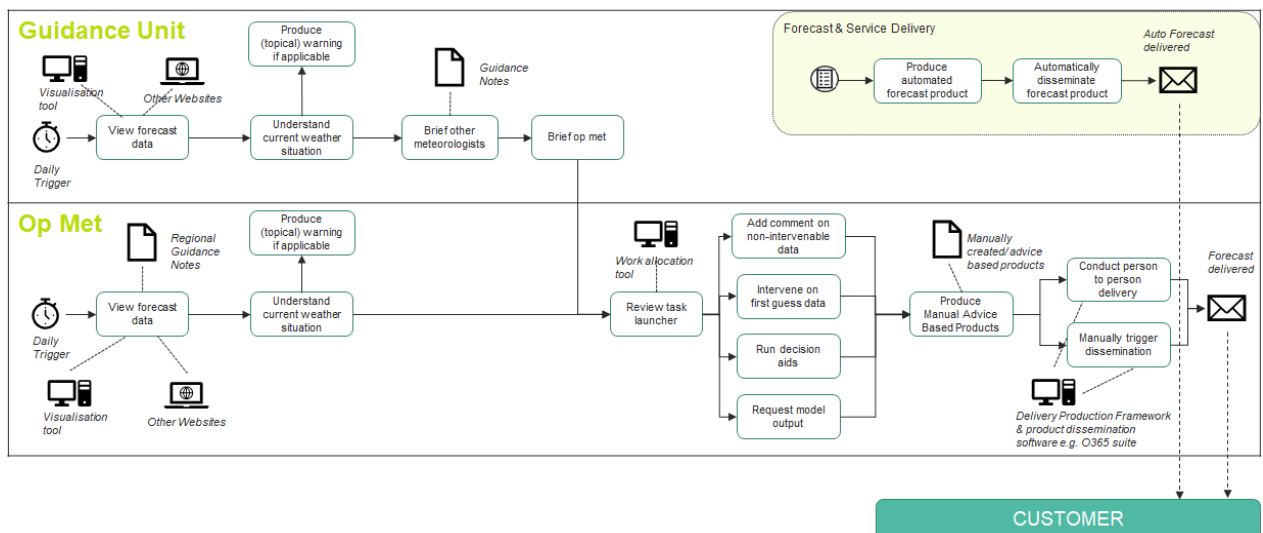 Guidance Unit
Visualisation
tool
Other Websites
Daily
Trigger
View forecast
data
Produce
(topical) warning
if applicable
Understand
current weather
situation
Guidance
Notes
Brief other
meteorologists
Brief op met
Forecast & Service Delivery
Produce
automated
forecast product
Automatically
disseminate
forecast product
Auto Forecast
delivered
Op Met
Regional
Guidance
Notes
Daily
Trigger
View forecast
data
Visualisation
tool
Other Websites
Produce
(topical) warning
if applicable
Understand
current weather
situation
Work allocation
tool
Review task
launcher
Add comment on
non-intervenable
data
Intervene on
first guess data
Run decision
aids
Request model
output
Manually
created/ advice
based products
Produce
Manual Advice
Based Products
Conduct person
to person
delivery
Manually trigger
dissemination
Delivery Production Framework
& product dissemination
software e.g. O365 suite
Forecast
delivered
CUSTOMER